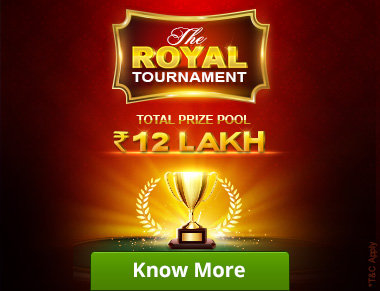 The
ROYAL
TOURNAMENT
TOTAL PRIZE POOL
₹12 LAKH
Know More
*T&C Apply